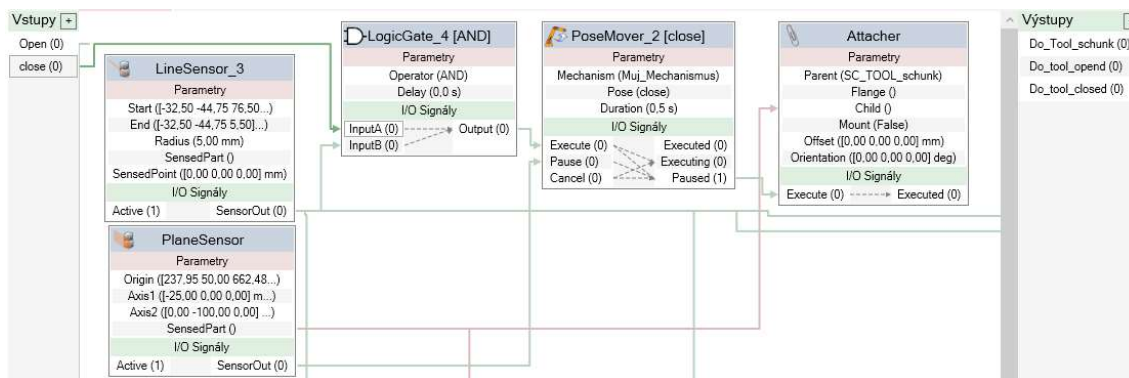 Vstupy +
Open (0)
close (0)
LineSensor_3
Parametry
Start ([-32,50 -44,75 76,50...)
End ([-32,50 -44,75 5,50]...)
Radius (5,00 mm)
SensedPart ()
SensedPoint ([0,00 0,00 0,00] mm)
I/O Signály
Active (1) SensorOut (0)
PlaneSensor
Parametry
Origin ([237,95 50,00 662,48...)
Axis1 ([-25,00 0,00 0,00] m...)
Axis2 ([0,00 -100,00 0,00] ...)
SensedPart ()
I/O Signály
Active (1) SensorOut (0)
LogicGate_4 [AND]
Parametry
Operator (AND)
Delay (0,0 s)
I/O Signály
InputA (0) Output (0)
InputB (0)
PoseMover_2 [close]
Parametry
Mechanism (Muj_Mechanismus)
Pose (close)
Duration (0,5 s)
I/O Signály
Execute (0) Executed (0)
Pause (0) Executing (0)
Cancel (0) Paused (1)
Attacher
Parametry
Parent (SC_TOOL_schunk)
Flange ()
Child ()
Mount (False)
Offset ([0,00 0,00 0,00] mm)
Orientation ([0,00 0,00 0,00] deg)
I/O Signály
Execute (0) Executed (0)
Výstupy
Do_Tool_schunk (0)
Do_tool_opend (0)
Do_tool_closed (0)